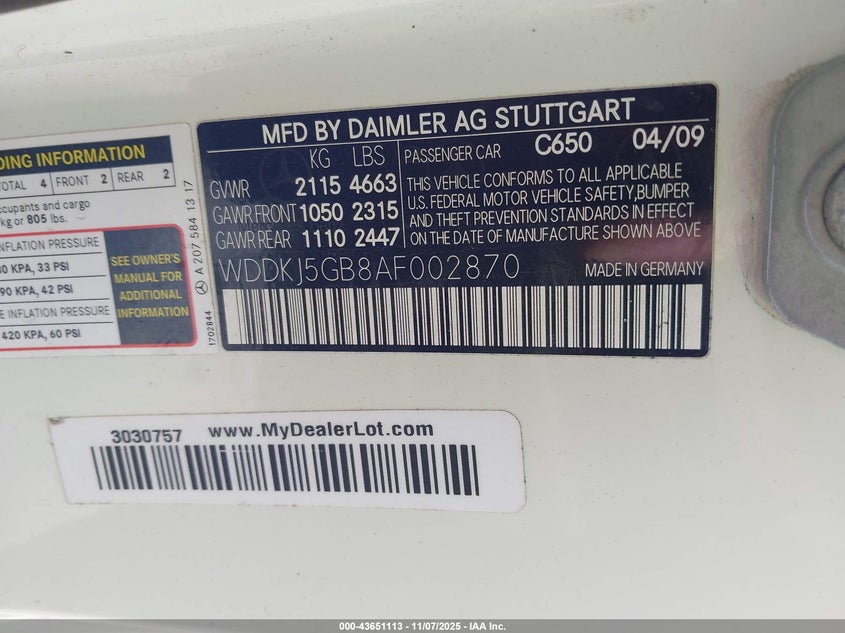 MFD BY DAIMLER AG STUTTGART
KG LBS
GVWR 2115 4663
GAWR FRONT 1050 2315
GAWR REAR 1110 2447
PASSENGER CAR C650 04/09
THIS VEHICLE CONFORMS TO ALL APPLICABLE
U.S. FEDERAL MOTOR VEHICLE SAFETY,BUMPER
AND THEFT PREVENTION STANDARDS IN EFFECT
ON THE DATE OF MANUFACTURE SHOWN ABOVE
WDDKJ5GB8AF002870
MADE IN GERMANY
DING INFORMATION
TOTAL 4 FRONT 2 REAR 2
ccupants and cargo
kg or 805 lbs.
NFLATION PRESSURE
30 KPA, 33 PSI
90 KPA, 42 PSI
E INFLATION PRESSURE
420 KPA, 60 PSI
SEE OWNER'S
MANUAL FOR
ADDITIONAL
INFORMATION
A 207 584 13 17
1702844
3030757 www.MyDealerLot.com
000-43651113 - 11/07/2025 - IAA Inc.